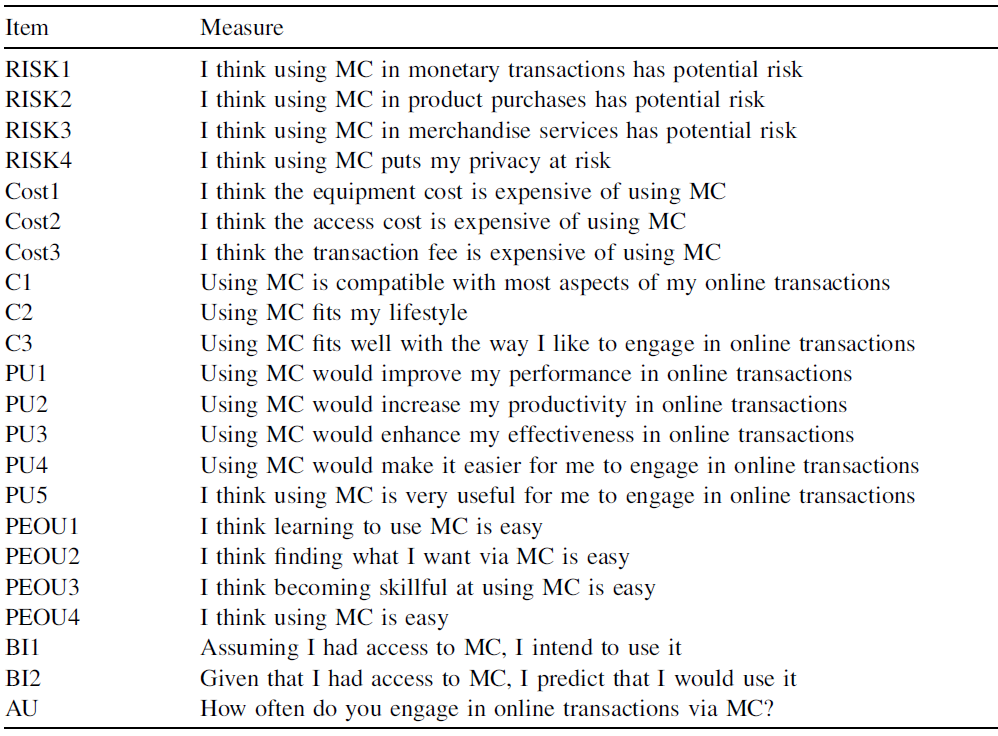 Item Measure
RISK1 I think using MC in monetary transactions has potential risk
RISK2 I think using MC in product purchases has potential risk
RISK3 I think using MC in merchandise services has potential risk
RISK4 I think using MC puts my privacy at risk
Cost1 I think the equipment cost is expensive of using MC
Cost2 I think the access cost is expensive of using MC
Cost3 I think the transaction fee is expensive of using MC
C1 Using MC is compatible with most aspects of my online transactions
C2 Using MC fits my lifestyle
C3 Using MC fits well with the way I like to engage in online transactions
PU1 Using MC would improve my performance in online transactions
PU2 Using MC would increase my productivity in online transactions
PU3 Using MC would enhance my effectiveness in online transactions
PU4 Using MC would make it easier for me to engage in online transactions
PU5 I think using MC is very useful for me to engage in online transactions
PEOU1 I think learning to use MC is easy
PEOU2 I think finding what I want via MC is easy
PEOU3 I think becoming skillful at using MC is easy
PEOU4 I think using MC is easy
BI1 Assuming I had access to MC, I intend to use it
BI2 Given that I had access to MC, I predict that I would use it
AU How often do you engage in online transactions via MC?